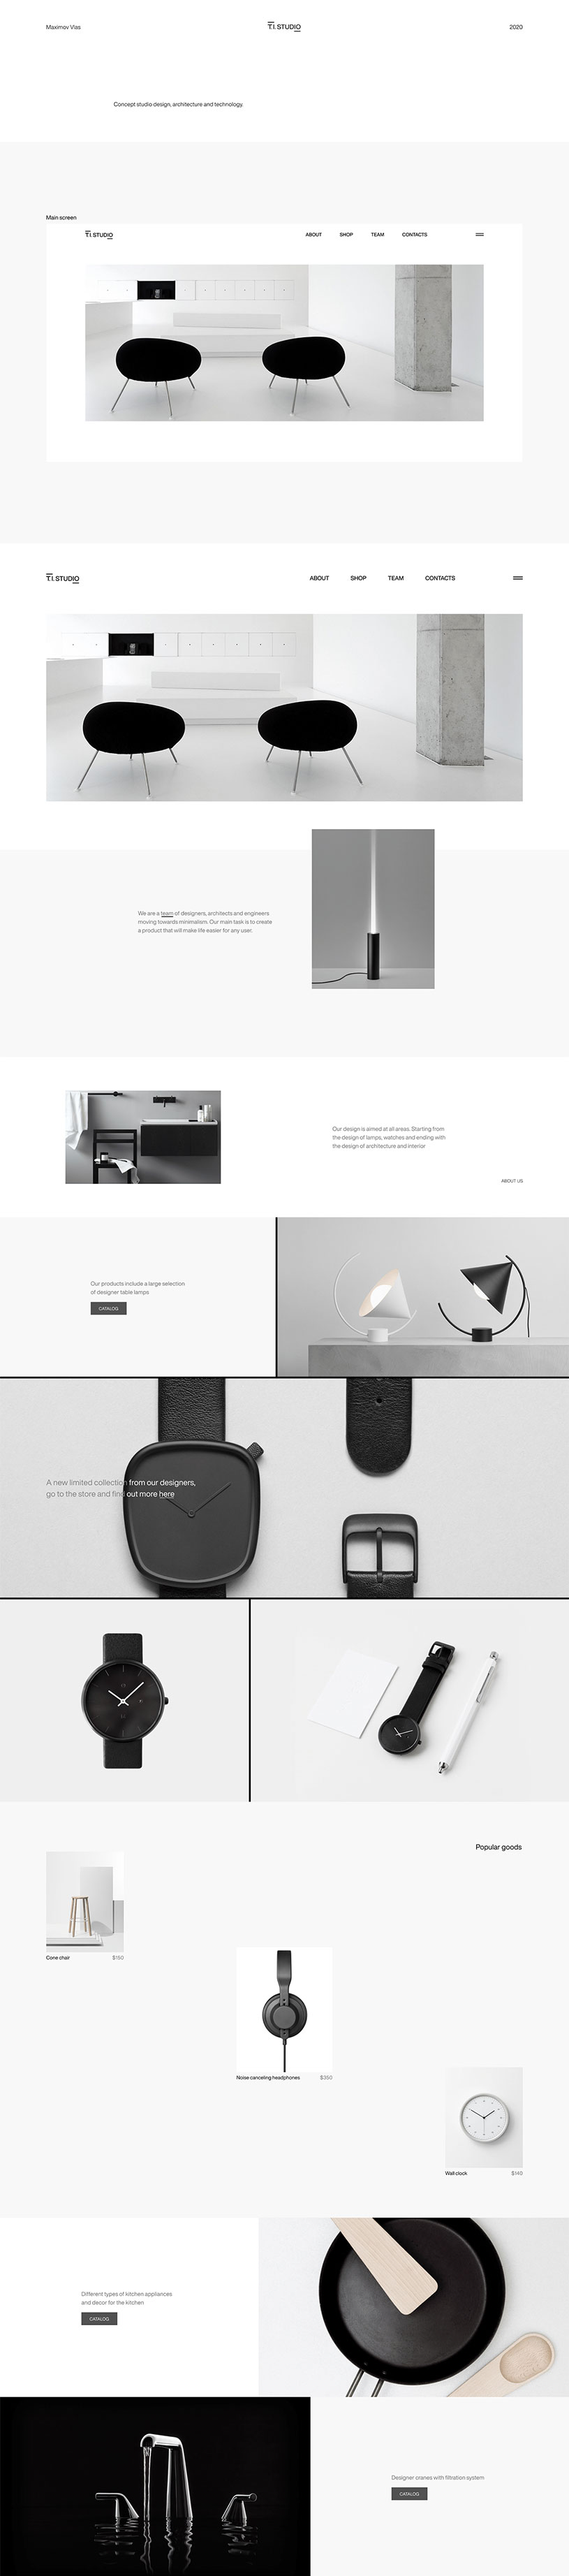 Maximov Vlas
T.I. STUDIO
2020
Concept studio design, architecture and technology.
Main screen
T.I. STUDIO
ABOUT
SHOP
TEAM
CONTACTS
T.I. STUDIO
ABOUT
SHOP
TEAM
CONTACTS
We are a team of designers, architects and engineers
moving towards minimalism. Our main task is to create
a product that will make life easier for any user.
Our design is aimed at all areas. Starting from
the design of lamps, watches and ending with
the design of architecture and interior
ABOUT US
Our products include a large selection
of designer table lamps
CATALOG
A new limited collection from our designers,
go to the store and find out more here
Popular goods
Cone chair
$150
Noise canceling headphones
$350
Wall clock
$140
Different types of kitchen appliances
and decor for the kitchen
CATALOG
Designer cranes with filtration system
CATALOG